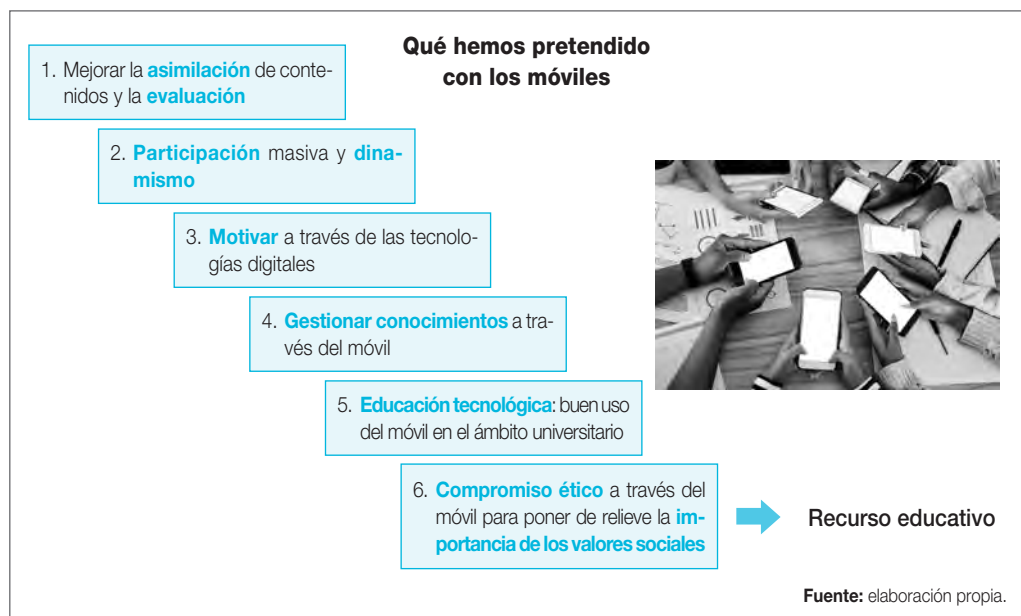 Qué hemos pretendido
con los móviles
1. Mejorar la asimilación de conte-
nidos y la evaluación
2. Participación masiva y dina-
mismo
3. Motivar a través de las tecnolo-
gías digitales
4. Gestionar conocimientos a tra-
vés del móvil
5. Educación tecnológica: buen uso
del móvil en el ámbito universitario
6. Compromiso ético a través del
móvil para poner de relieve la im-
portancia de los valores sociales
Recurso educativo
Fuente: elaboración propia.